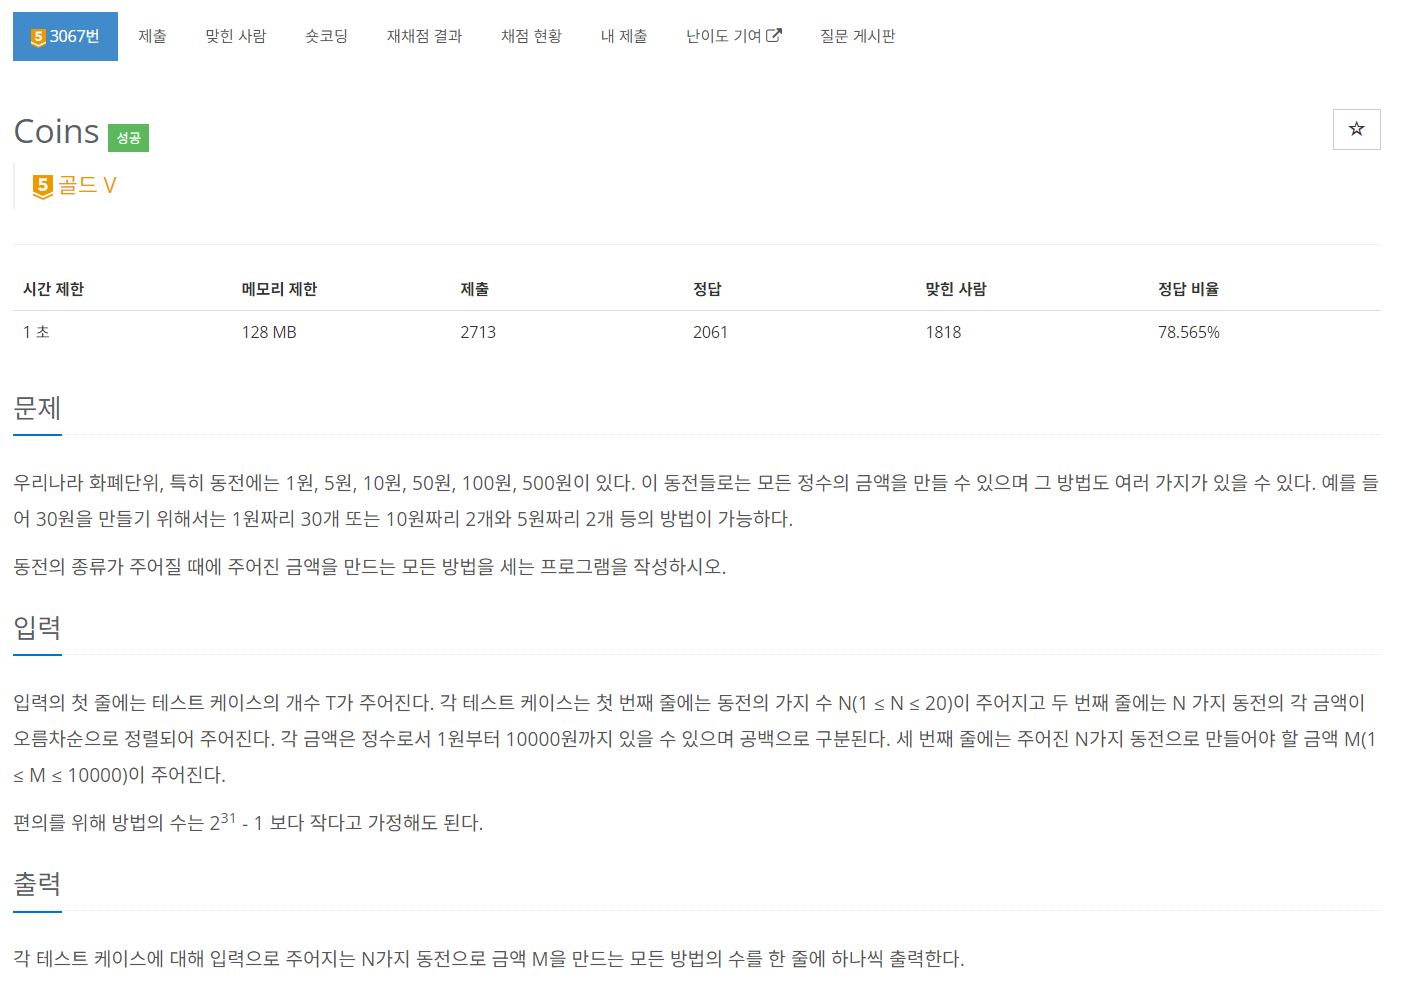 5 3067번 제출 맞힌 사람 숏코딩 재채점 결과 채점 현황 내 제출 난이도 기여 질문 게시판
Coins 성공
5 골드 V
시간 제한 메모리 제한 제출 정답 맞힌 사람 정답 비율
1 초 128 MB 2713 2061 1818 78.565%
문제
우리나라 화폐단위, 특히 동전에는 1원, 5원, 10원, 50원, 100원, 500원이 있다. 이 동전들로는 모든 정수의 금액을 만들 수 있으며 그 방법도 여러 가지가 있을 수 있다. 예를 들
어 30원을 만들기 위해서는 1원짜리 30개 또는 10원짜리 2개와 5원짜리 2개 등의 방법이 가능하다.
동전의 종류가 주어질 때에 주어진 금액을 만드는 모든 방법을 세는 프로그램을 작성하시오.
입력
입력의 첫 줄에는 테스트 케이스의 개수 T가 주어진다. 각 테스트 케이스는 첫 번째 줄에는 동전의 가지 수 N(1 ≤ N ≤ 20)이 주어지고 두 번째 줄에는 N 가지 동전의 각 금액이
오름차순으로 정렬되어 주어진다. 각 금액은 정수로서 1원부터 10000원까지 있을 수 있으며 공백으로 구분된다. 세 번째 줄에는 주어진 N가지 동전으로 만들어야 할 금액 M(1
≤ M ≤ 10000)이 주어진다.
편의를 위해 방법의 수는 2³¹ - 1 보다 작다고 가정해도 된다.
출력
각 테스트 케이스에 대해 입력으로 주어지는 N가지 동전으로 금액 M을 만드는 모든 방법의 수를 한 줄에 하나씩 출력한다.